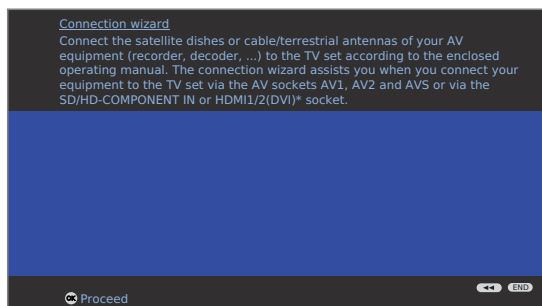 Connection wizard
Connect the satellite dishes or cable/terrestrial antennas of your AV
equipment (recorder, decoder, ...) to the TV set according to the enclosed
operating manual. The connection wizard assists you when you connect your
equipment to the TV set via the AV sockets AV1, AV2 and AVS or via the
SD/HD-COMPONENT IN or HDMI1/2(DVI)* socket.
END
OK Proceed